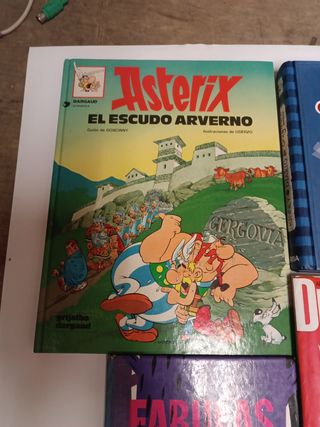 DARGAUD
Asterix
EL ESCUDO ARVERNO
Guión de GOSCINNY
Ilustraciones de UDERZO
GERGOVIA
grijalbo
dargaud
FABULAS